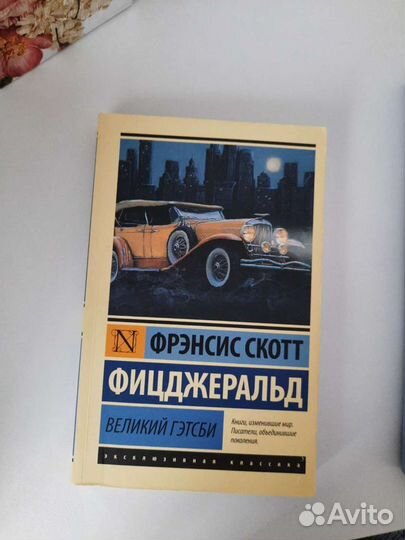 N
ФРЭНСИС СКОТТ
ФИЦДЖЕРАЛЬД
ВЕЛИКИЙ ГЭТСБИ
Книги, изменившие мир.
Писатели, объединившие
поколения.
ЭКСКЛЮЗИВНАЯ КЛАССИКА
Avito